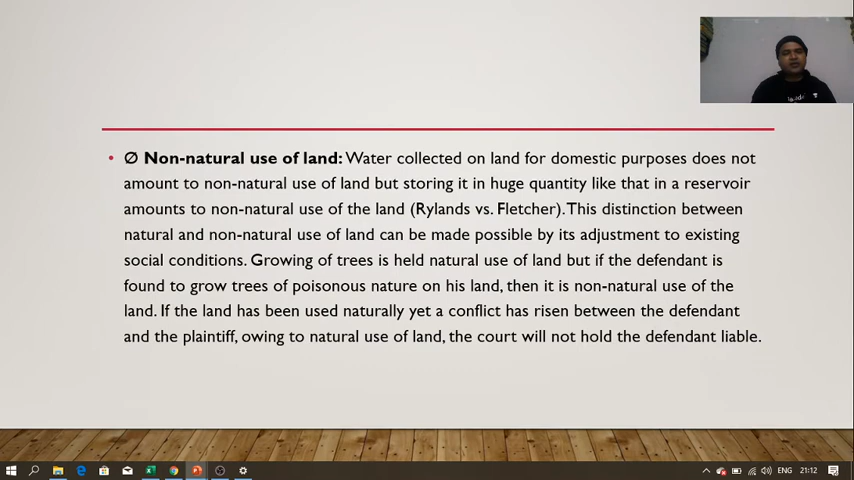 • Ø Non-natural use of land: Water collected on land for domestic purposes does not
amount to non-natural use of land but storing it in huge quantity like that in a reservoir
amounts to non-natural use of the land (Rylands vs. Fletcher). This distinction between
natural and non-natural use of land can be made possible by its adjustment to existing
social conditions. Growing of trees is held natural use of land but if the defendant is
found to grow trees of poisonous nature on his land, then it is non-natural use of the
land. If the land has been used naturally yet a conflict has risen between the defendant
and the plaintiff, owing to natural use of land, the court will not hold the defendant liable.
ENG 21:12